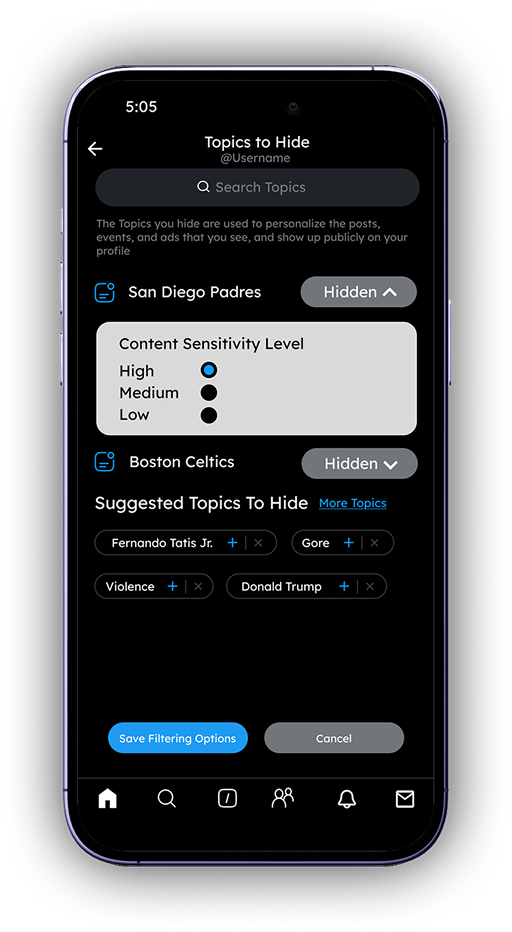 5:05
Topics to Hide
@Username
Search Topics
The Topics you hide are used to personalize the posts,
events, and ads that you see, and show up publicly on your
profile
San Diego Padres Hidden
Content Sensitivity Level
High
Medium
Low
Boston Celtics Hidden
Suggested Topics To Hide More Topics
Fernando Tatis Jr. + | × Gore + | ×
Violence + | × Donald Trump + | ×
Save Filtering Options Cancel